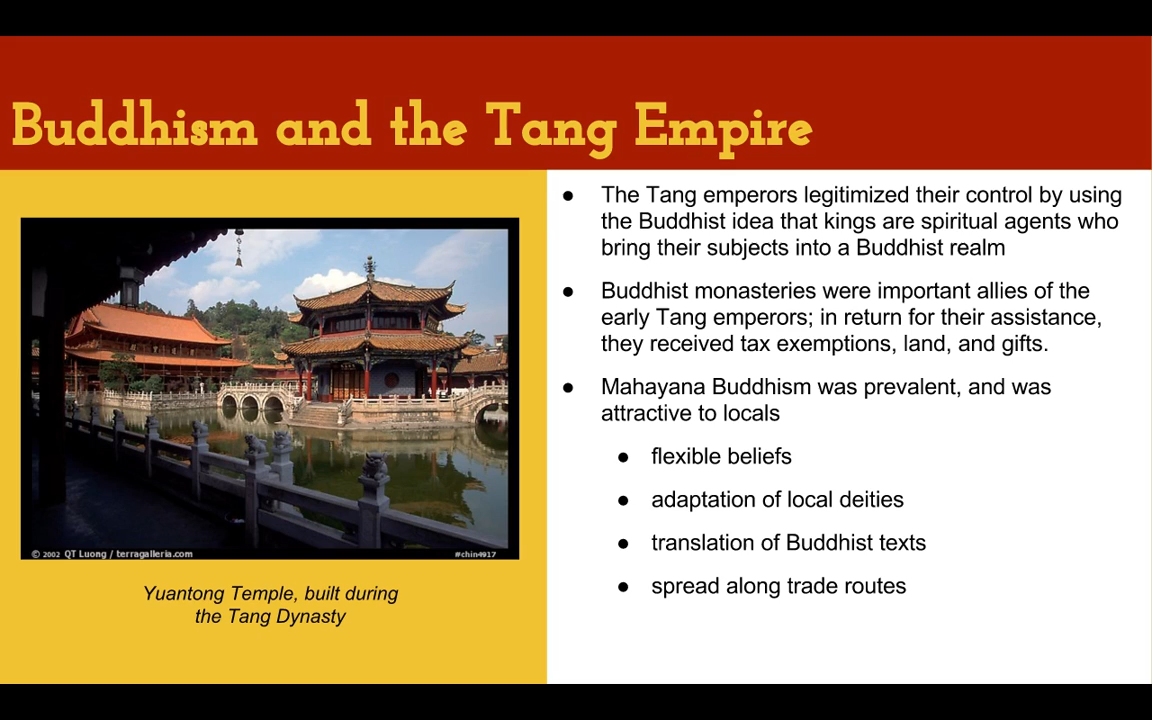 Buddhism and the Tang Empire
● The Tang emperors legitimized their control by using
the Buddhist idea that kings are spiritual agents who
bring their subjects into a Buddhist realm
● Buddhist monasteries were important allies of the
early Tang emperors; in return for their assistance,
they received tax exemptions, land, and gifts.
● Mahayana Buddhism was prevalent, and was
attractive to locals
● flexible beliefs
● adaptation of local deities
● translation of Buddhist texts
● spread along trade routes
© 2002 QT Luong / terragalleria.com
#chin4917
Yuantong Temple, built during
the Tang Dynasty